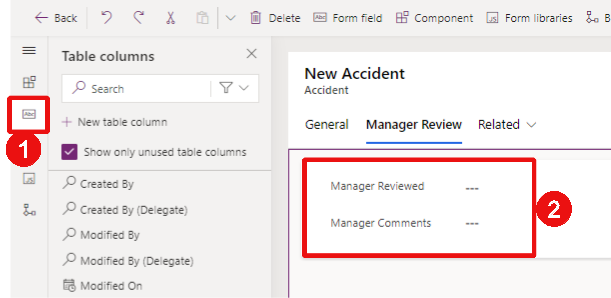 Back Delete Form field Component Form libraries B
Table columns
Search
New table column
Show only unused table columns
Created By
Created By (Delegate)
Modified By
Modified By (Delegate)
Modified On
Abc
JS
1
New Accident
Accident
General Manager Review Related
Manager Reviewed ---
Manager Comments ---
2